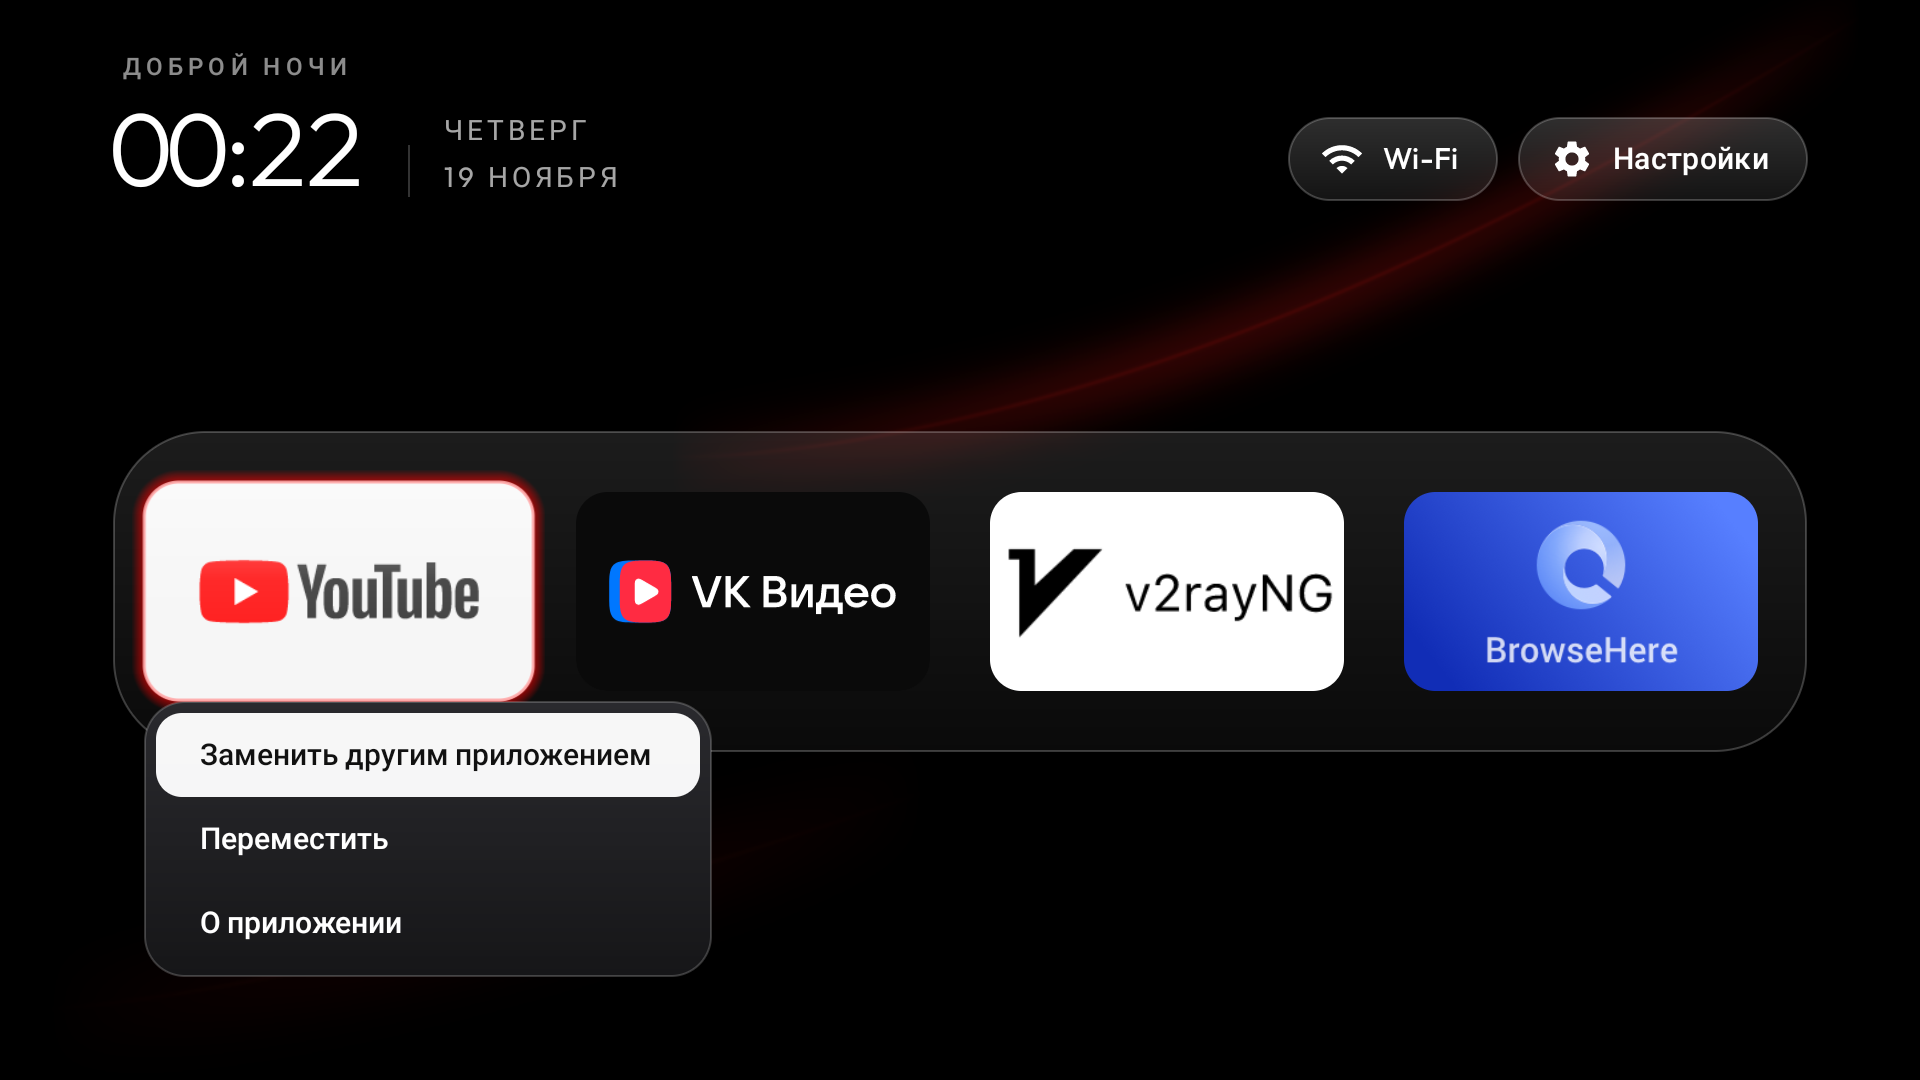 ДОБРОЙ НОЧИ
00:22
ЧЕТВЕРГ
19 НОЯБРЯ
Wi-Fi
Настройки
YouTube
VK Видео
v2rayNG
BrowseHere
Заменить другим приложением
Переместить
О приложении